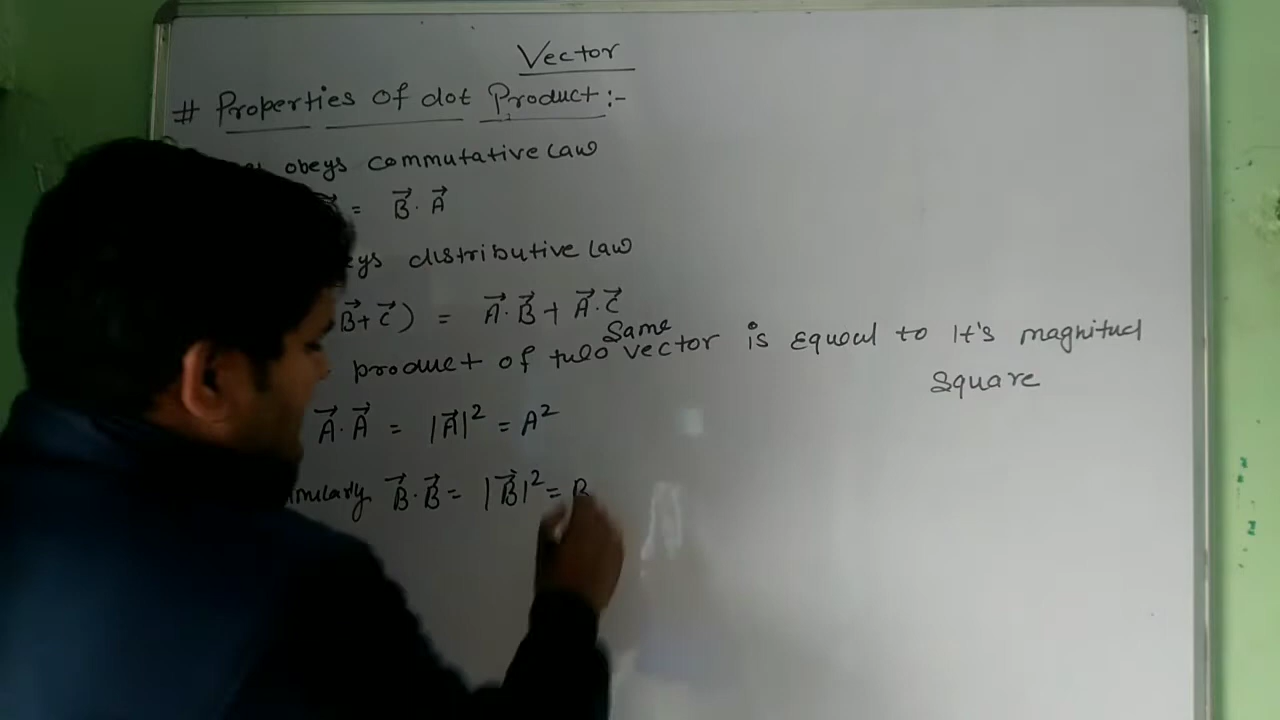 Vector
# Properties of dot Product:-
obeys commutative Law
= B⃗ . A⃗
distributive Law
B⃗ + C⃗ ) = A⃗ . B⃗ + A⃗ . C⃗
product of two Same vector is Equal to It's magnitud
Square
A⃗ . A⃗ = |A⃗|² = A²
B⃗ . B⃗ = |B⃗|² = B